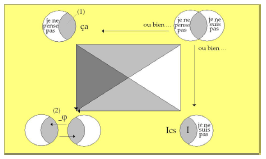 (1)
je ne
pense
pas
ça
ou bien...
je ne
pense
pas
je ne
suis
pas
ou bien...
(2)
_φ
Ics
I
je ne
suis
pas